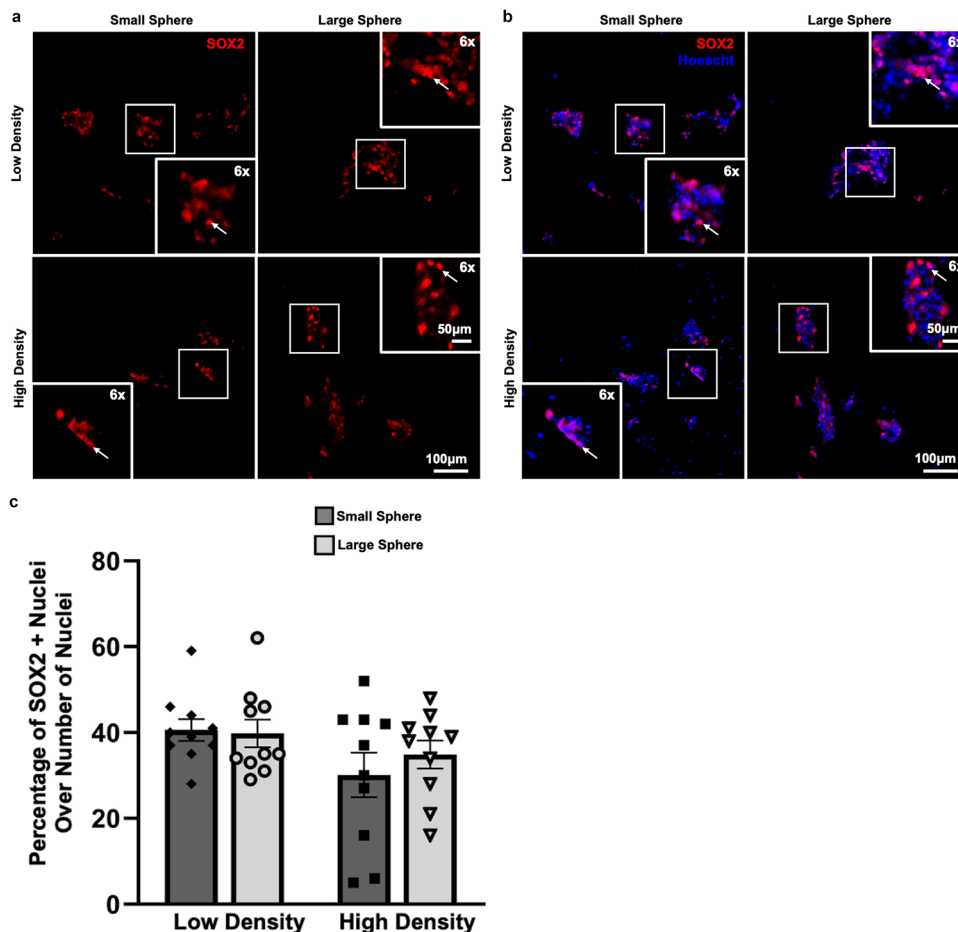 a
Small Sphere
Large Sphere
Low Density
High Density
SOX2
6x
6x
6x
6x
50µm
100µm
b
Small Sphere
Large Sphere
Low Density
High Density
SOX2
Hoescht
6x
6x
6x
6x
50µm
100µm
c
Small Sphere
Large Sphere
Percentage of SOX2 + Nuclei
Over Number of Nuclei
80
60
40
20
0
Low Density
High Density